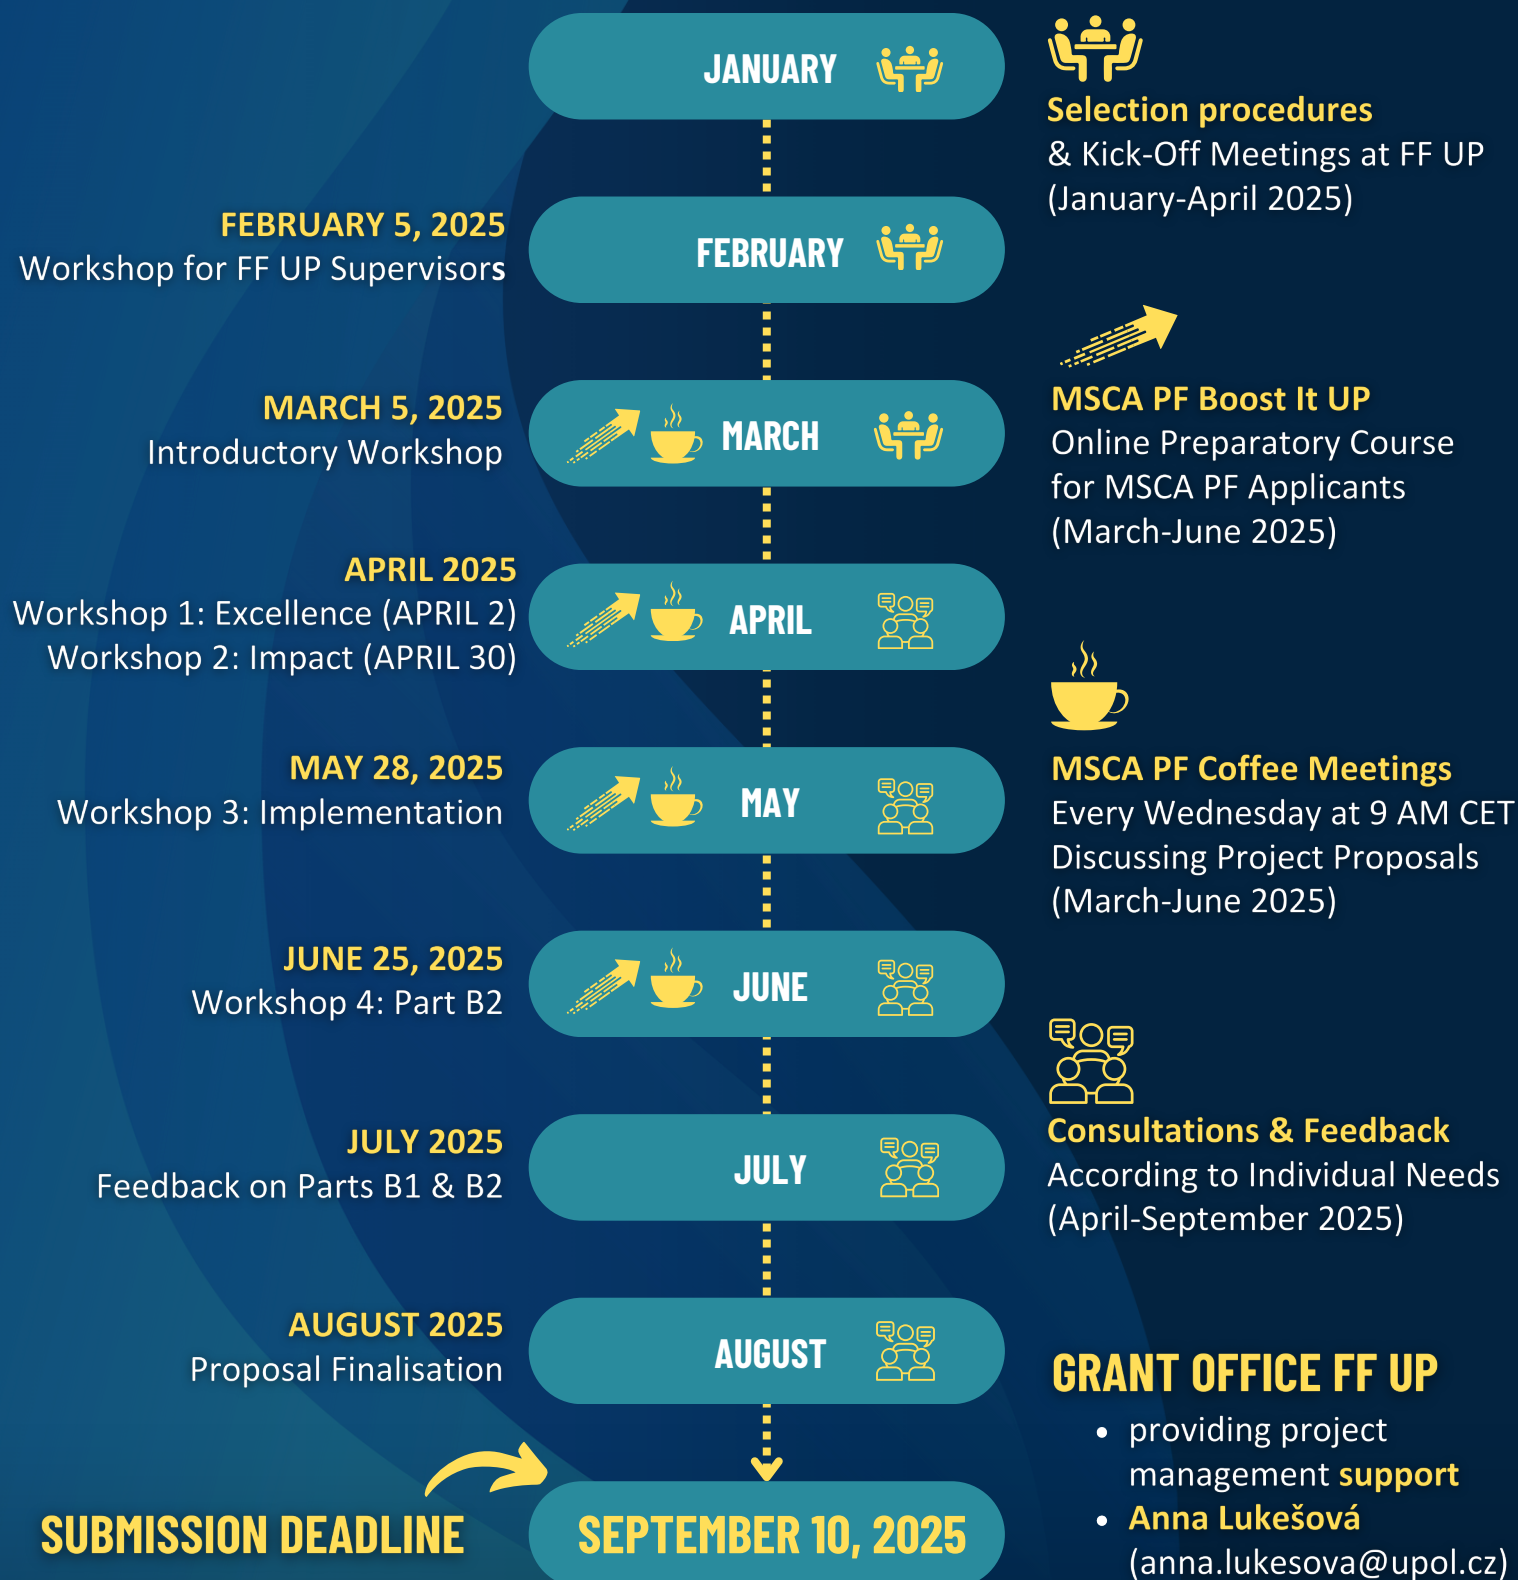 JANUARY
Selection procedures
& Kick-Off Meetings at FF UP
(January-April 2025)
FEBRUARY 5, 2025
Workshop for FF UP Supervisors
FEBRUARY
MARCH 5, 2025
Introductory Workshop
MARCH
MSCA PF Boost It UP
Online Preparatory Course
for MSCA PF Applicants
(March-June 2025)
APRIL 2025
Workshop 1: Excellence (APRIL 2)
Workshop 2: Impact (APRIL 30)
APRIL
MAY 28, 2025
Workshop 3: Implementation
MAY
MSCA PF Coffee Meetings
Every Wednesday at 9 AM CET
Discussing Project Proposals
(March-June 2025)
JUNE 25, 2025
Workshop 4: Part B2
JUNE
JULY 2025
Feedback on Parts B1 & B2
JULY
Consultations & Feedback
According to Individual Needs
(April-September 2025)
AUGUST 2025
Proposal Finalisation
AUGUST
SUBMISSION DEADLINE
SEPTEMBER 10, 2025
GRANT OFFICE FF UP
• providing project
management support
• Anna Lukešová
(anna.lukesova@upol.cz)